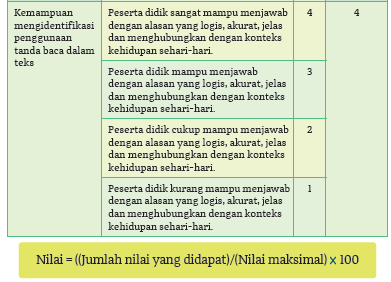 Kemampuan
mengidentifikasi
penggunaan
tanda baca dalam
teks
Peserta didik sangat mampu menjawab
dengan alasan yang logis, akurat, jelas
dan menghubungkan dengan konteks
kehidupan sehari-hari.
4
4
Peserta didik mampu menjawab
dengan alasan yang logis, akurat, jelas
dan menghubungkan dengan konteks
kehidupan sehari-hari.
3
Peserta didik cukup mampu menjawab
dengan alasan yang logis, akurat, jelas
dan menghubungkan dengan konteks
kehidupan sehari-hari.
2
Peserta didik kurang mampu menjawab
dengan alasan yang logis, akurat, jelas
dan menghubungkan dengan konteks
kehidupan sehari-hari.
1
Nilai = ((Jumlah nilai yang didapat)/(Nilai maksimal) x 100